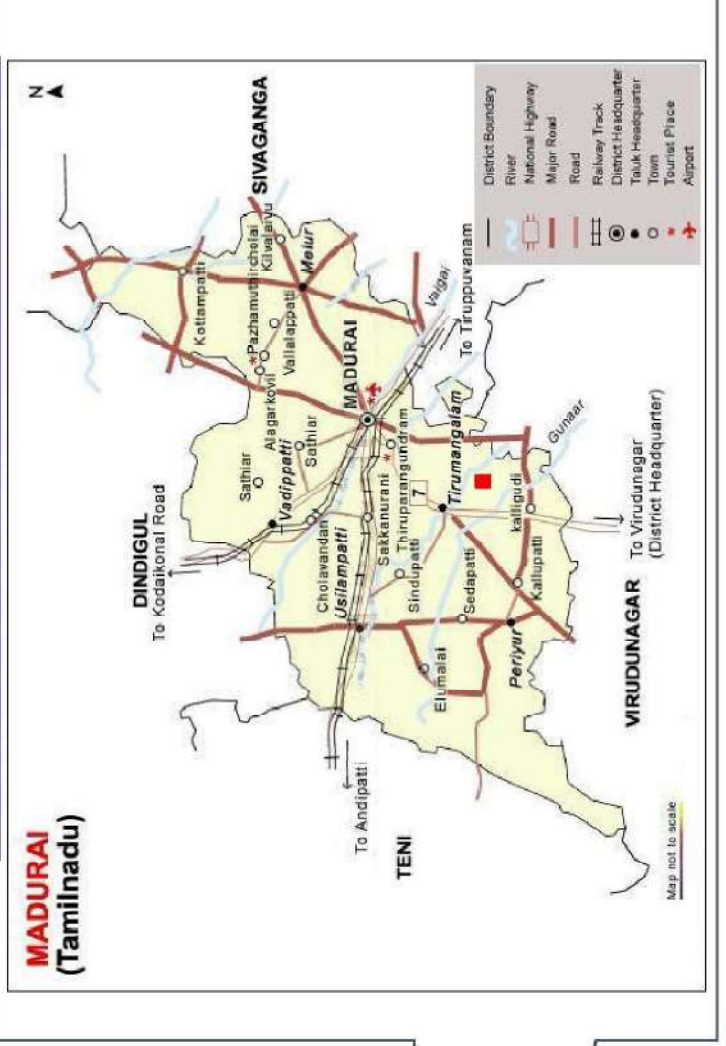 MADURAI
(Tamilnadu)
N
DINDIGUL
To Kodaikonal Road
SIVAGANGA
Kottampatti
Pazhamuthaircholai
Kilvalaivu
Alagarkovil
Vallalappatti
Melur
Sathiar
Vadippatti
Sathiar
MADURAI
Vaigai
To Tiruppuvanam
Cholavandan
Usilampatti
Sakkanurani
Thiruparangundram
To Andipatti
TENI
Sindupatti
7
Tirumangalam
Elumalai
Sedapatti
kalligudi
Gunaar
Periyur
Kallupatti
To Virudunagar
(District Headquarter)
VIRUDUNAGAR
Map not to scale
District Boundary
River
National Highway
Major Road
Road
Railway Track
District Headquarter
Taluk Headquarter
Town
Tourist Place
Airport